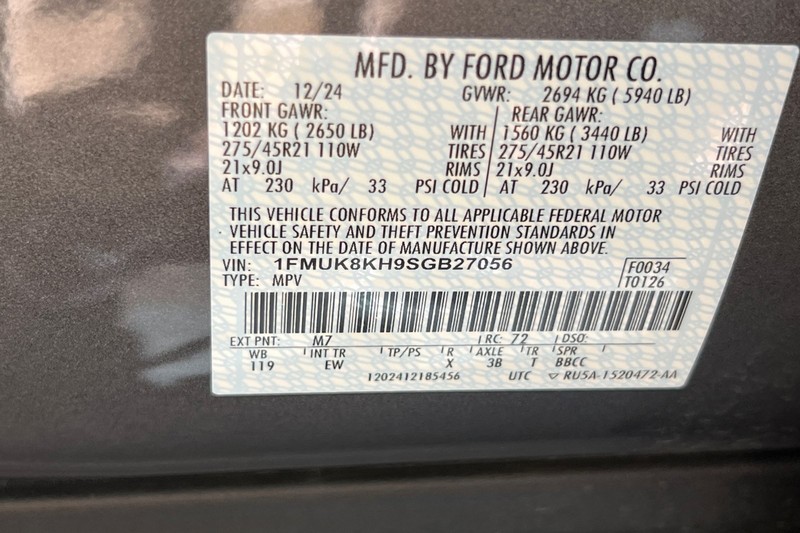 MFD. BY FORD MOTOR CO.
DATE: 12/24 GVWR: 2694 KG ( 5940 LB)
FRONT GAWR: REAR GAWR:
1202 KG ( 2650 LB) WITH 1560 KG ( 3440 LB) WITH
275/45R21 110W TIRES 275/45R21 110W TIRES
21x9.0J RIMS 21x9.0J RIMS
AT 230 kPa/ 33 PSI COLD AT 230 kPa/ 33 PSI COLD
THIS VEHICLE CONFORMS TO ALL APPLICABLE FEDERAL MOTOR
VEHICLE SAFETY AND THEFT PREVENTION STANDARDS IN
EFFECT ON THE DATE OF MANUFACTURE SHOWN ABOVE.
VIN: 1FMUK8KH9SGB27056 F0034
TYPE: MPV T0126
EXT PNT: M7 RC: 72 DSO:
WB INT TR TP/PS R AXLE TR SPR
119 EW X 3B T BBCC
1202412185456 UTC ▽ RU5A-1520472-AA